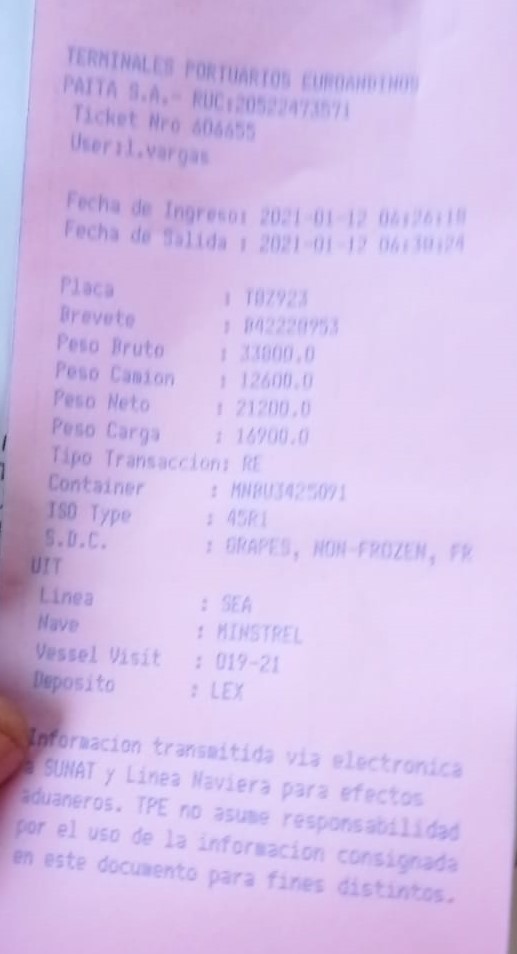 TERMINALES PORTUARIOS EUROANDINOS
PAITA S.A.- RUC:20522473571
Ticket Nro 606655
User:l.vargas
Fecha de Ingreso: 2021-01-12 06:26:18
Fecha de Salida : 2021-01-12 06:30:24
Placa : T0Z923
Brevete : B42220953
Peso Bruto : 33800.0
Peso Camion : 12600.0
Peso Neto : 21200.0
Peso Carga : 16900.0
Tipo Transaccion: RE
Container : MNBU3425091
ISO Type : 45R1
S.D.C. : GRAPES, NON-FROZEN, FR
UIT
Linea : SEA
Nave : MINSTREL
Vessel Visit : 019-21
Deposito : LEX
Informacion transmitida via electronica
a SUNAT y Linea Naviera para efectos
aduaneros. TPE no asume responsabilidad
por el uso de la informacion consignada
en este documento para fines distintos.